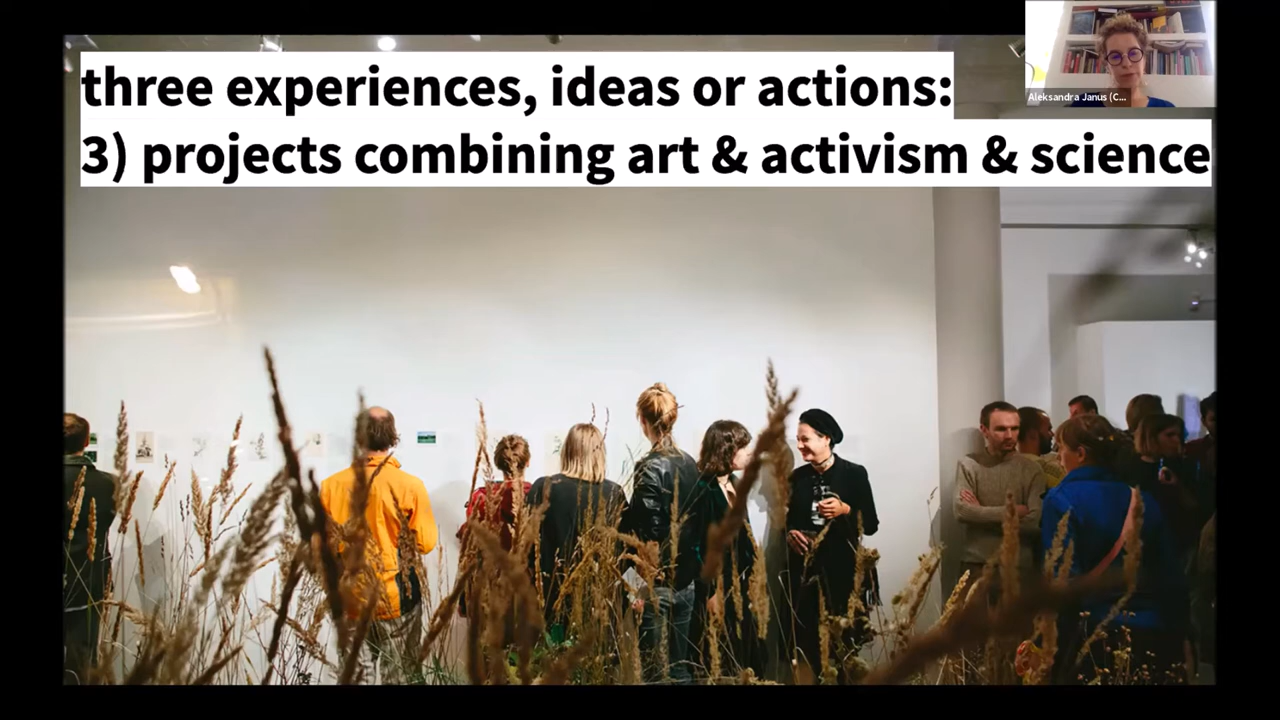 three experiences, ideas or actions:
3) projects combining art & activism & science
Aleksandra Janus (C...